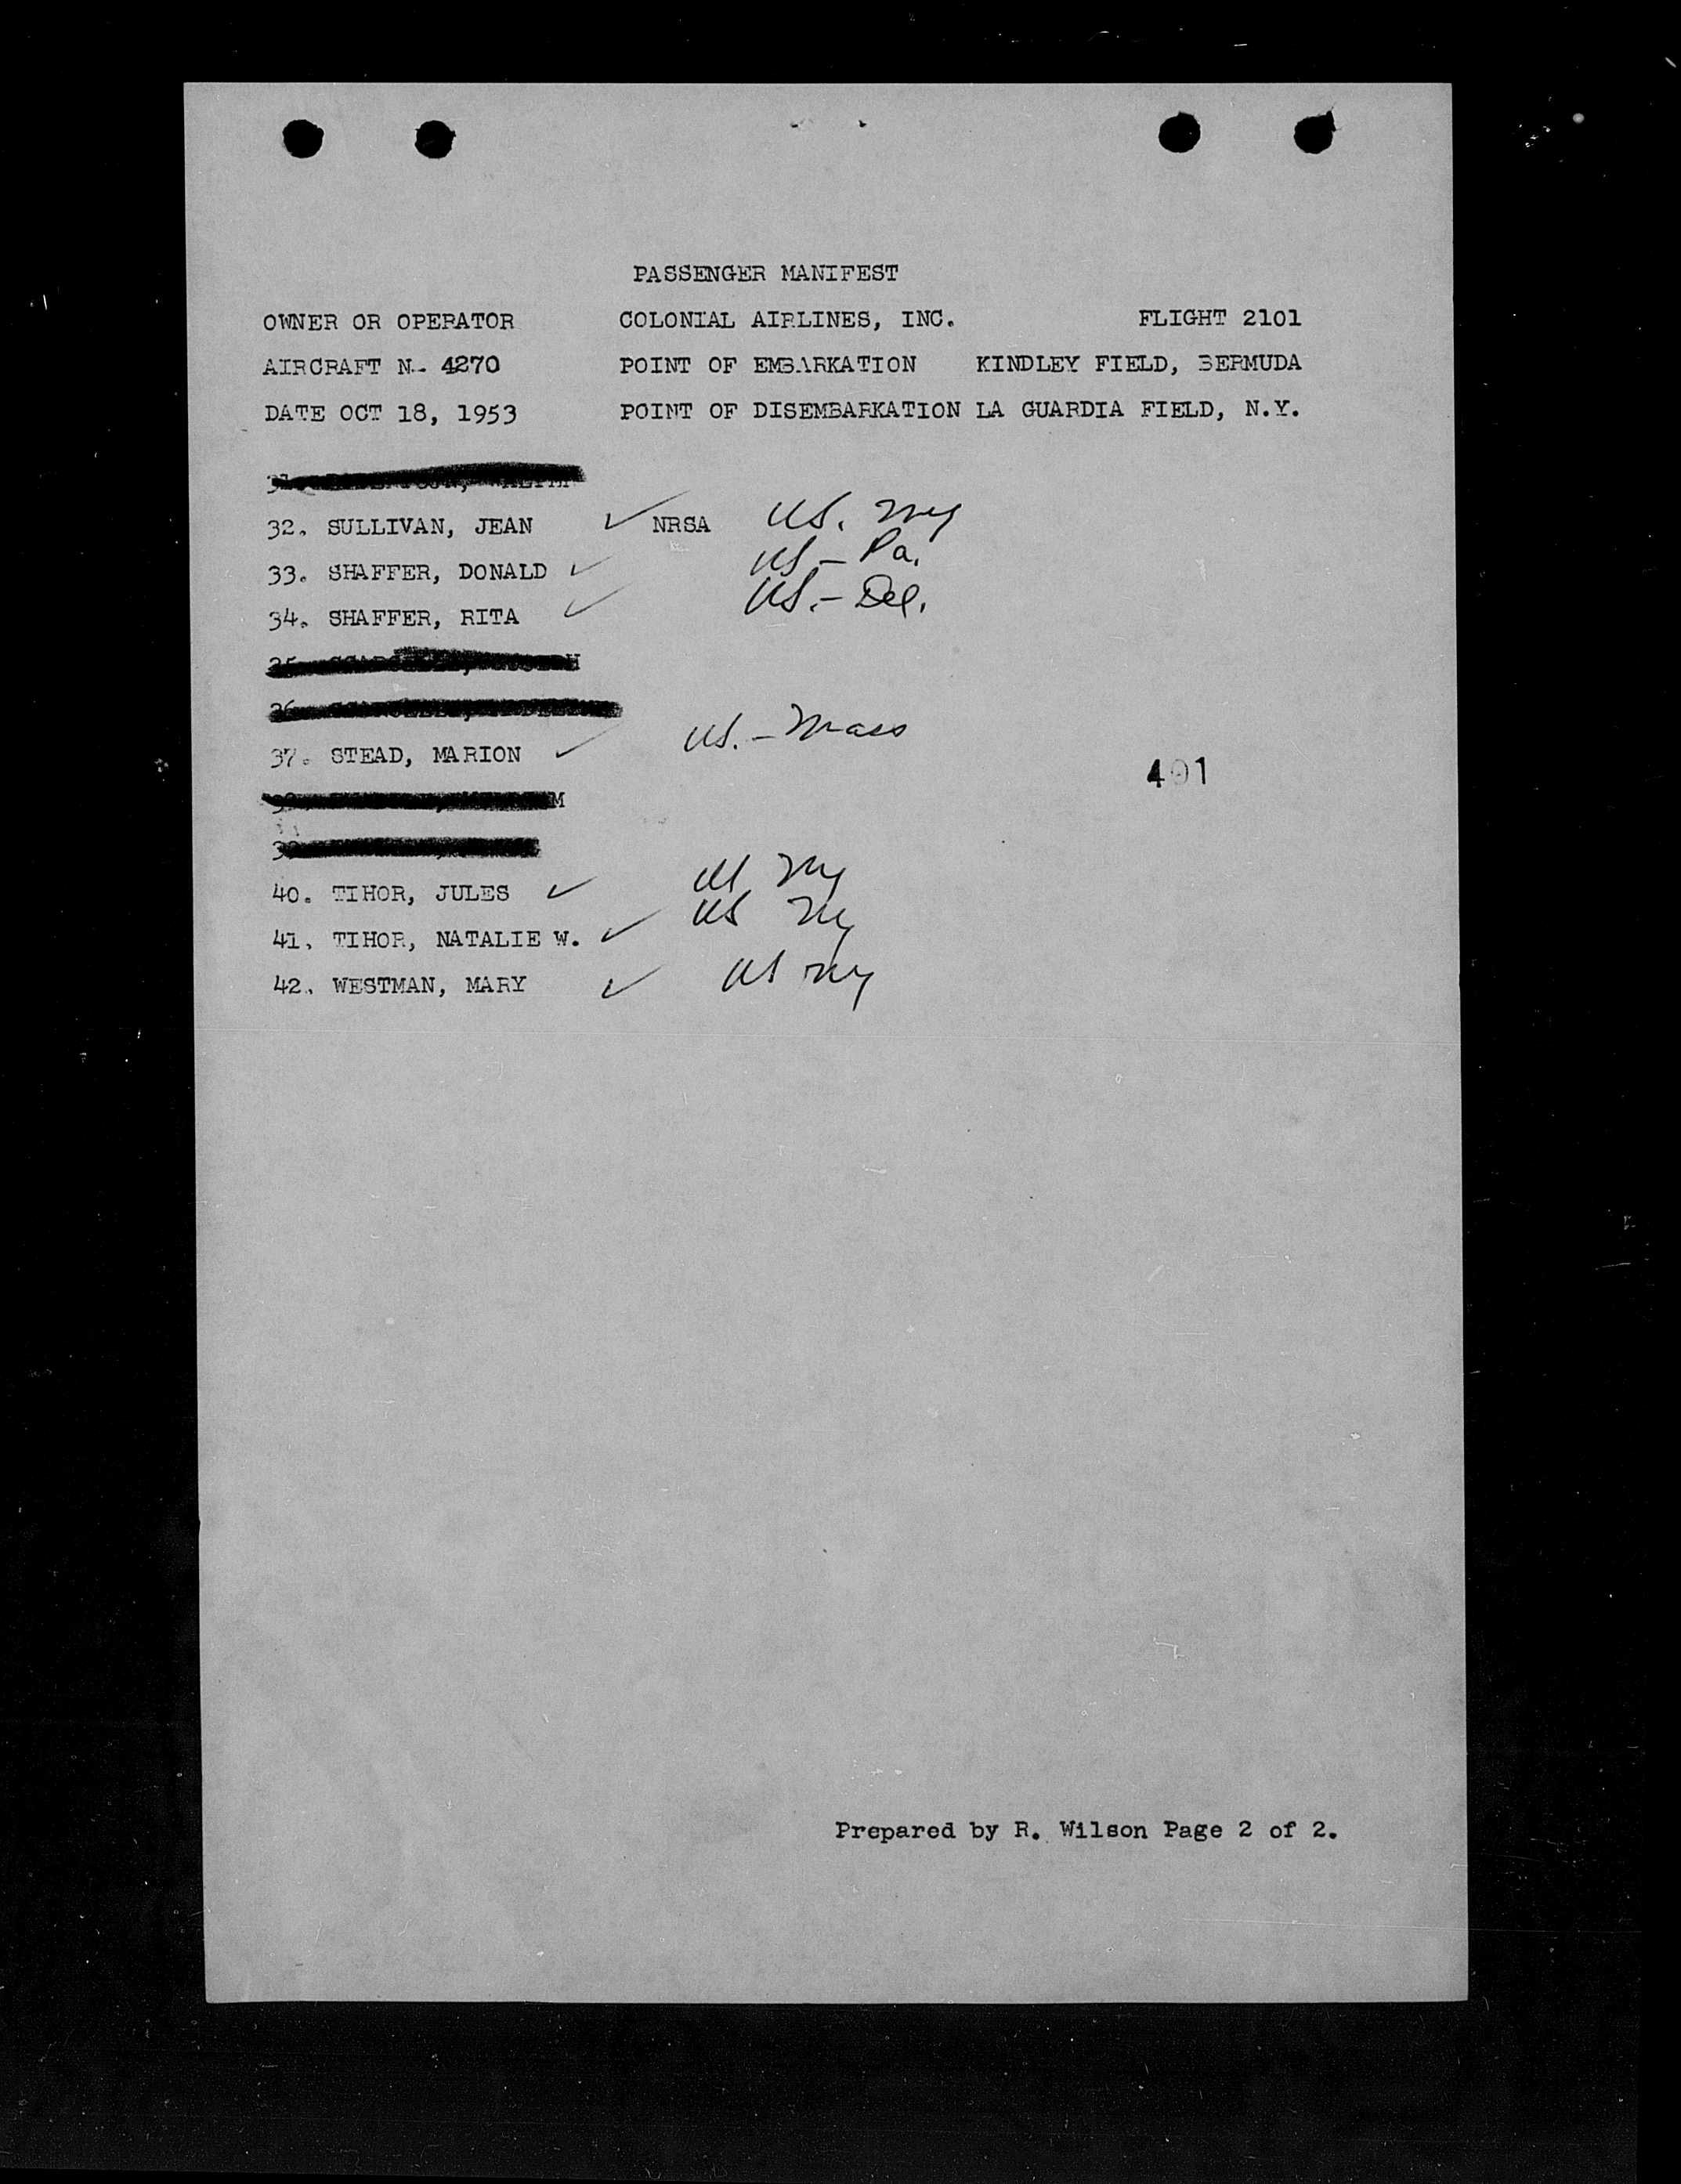 PASSENGER MANIFEST
OWNER OR OPERATOR COLONIAL AIRLINES, INC. FLIGHT 2101
AIRCRAFT N- 4270 POINT OF EMBARKATION KINDLEY FIELD, BERMUDA
DATE OCT 18, 1953 POINT OF DISEMBARKATION LA GUARDIA FIELD, N.Y.
32. SULLIVAN, JEAN ✓ NRSA US. NY
33. SHAFFER, DONALD ✓ US - Pa.
34. SHAFFER, RITA ✓ US. - Del.
37. STEAD, MARION ✓ US. - Mass
401
40. TIHOR, JULES ✓ US NY
41. TIHOR, NATALIE W. ✓ US NY
42. WESTMAN, MARY ✓ US NY
Prepared by R. Wilson Page 2 of 2.